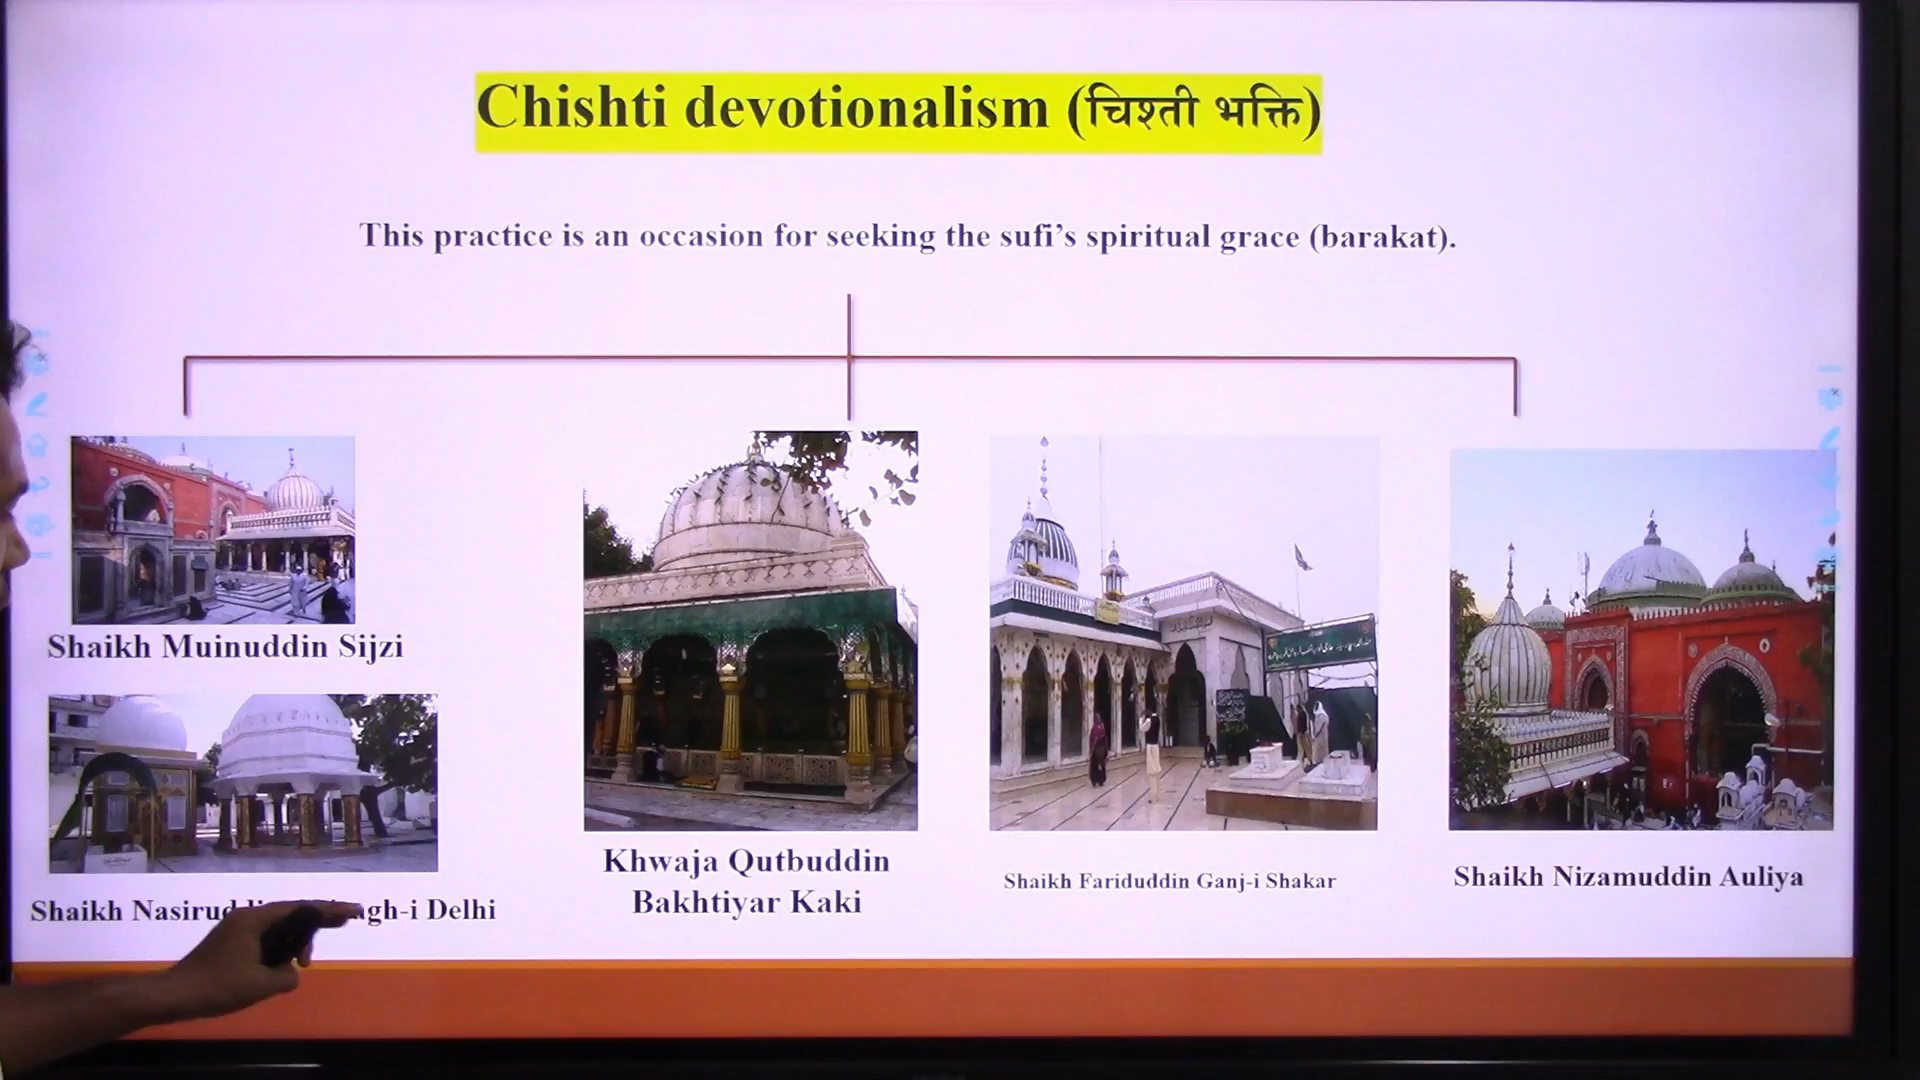 Chishti devotionalism (चिश्ती भक्ति)
This practice is an occasion for seeking the sufi’s spiritual grace (barakat).
Shaikh Muinuddin Sijzi
Shaikh Delhi
Khwaja Qutbuddin
Bakhtiyar Kaki
Shaikh Fariduddin Ganj-i Shakar
Shaikh Nizamuddin Auliya